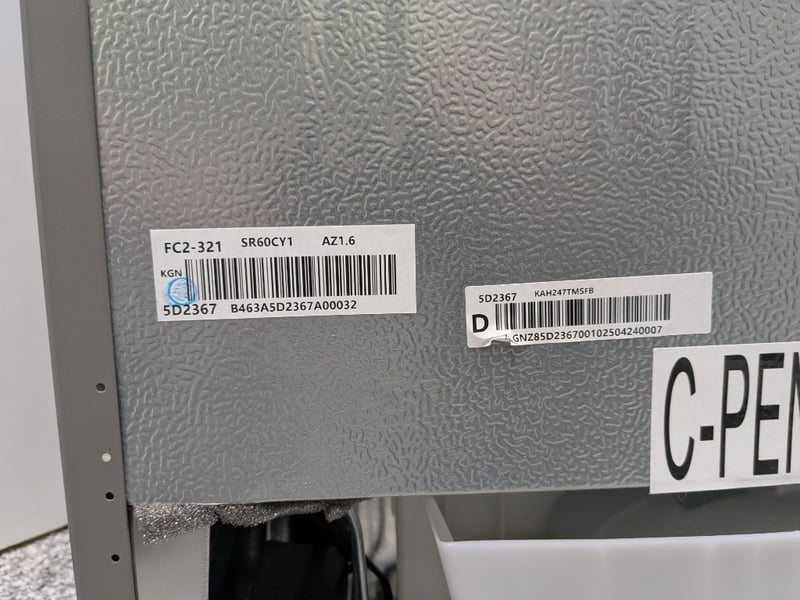 FC2-321 SR60CY1 AZ1.6
KGN
5D2367 B463A5D2367A00032
5D2367 KAH247TMSFB
D
GNZ85D236700102504240007
C-PEN